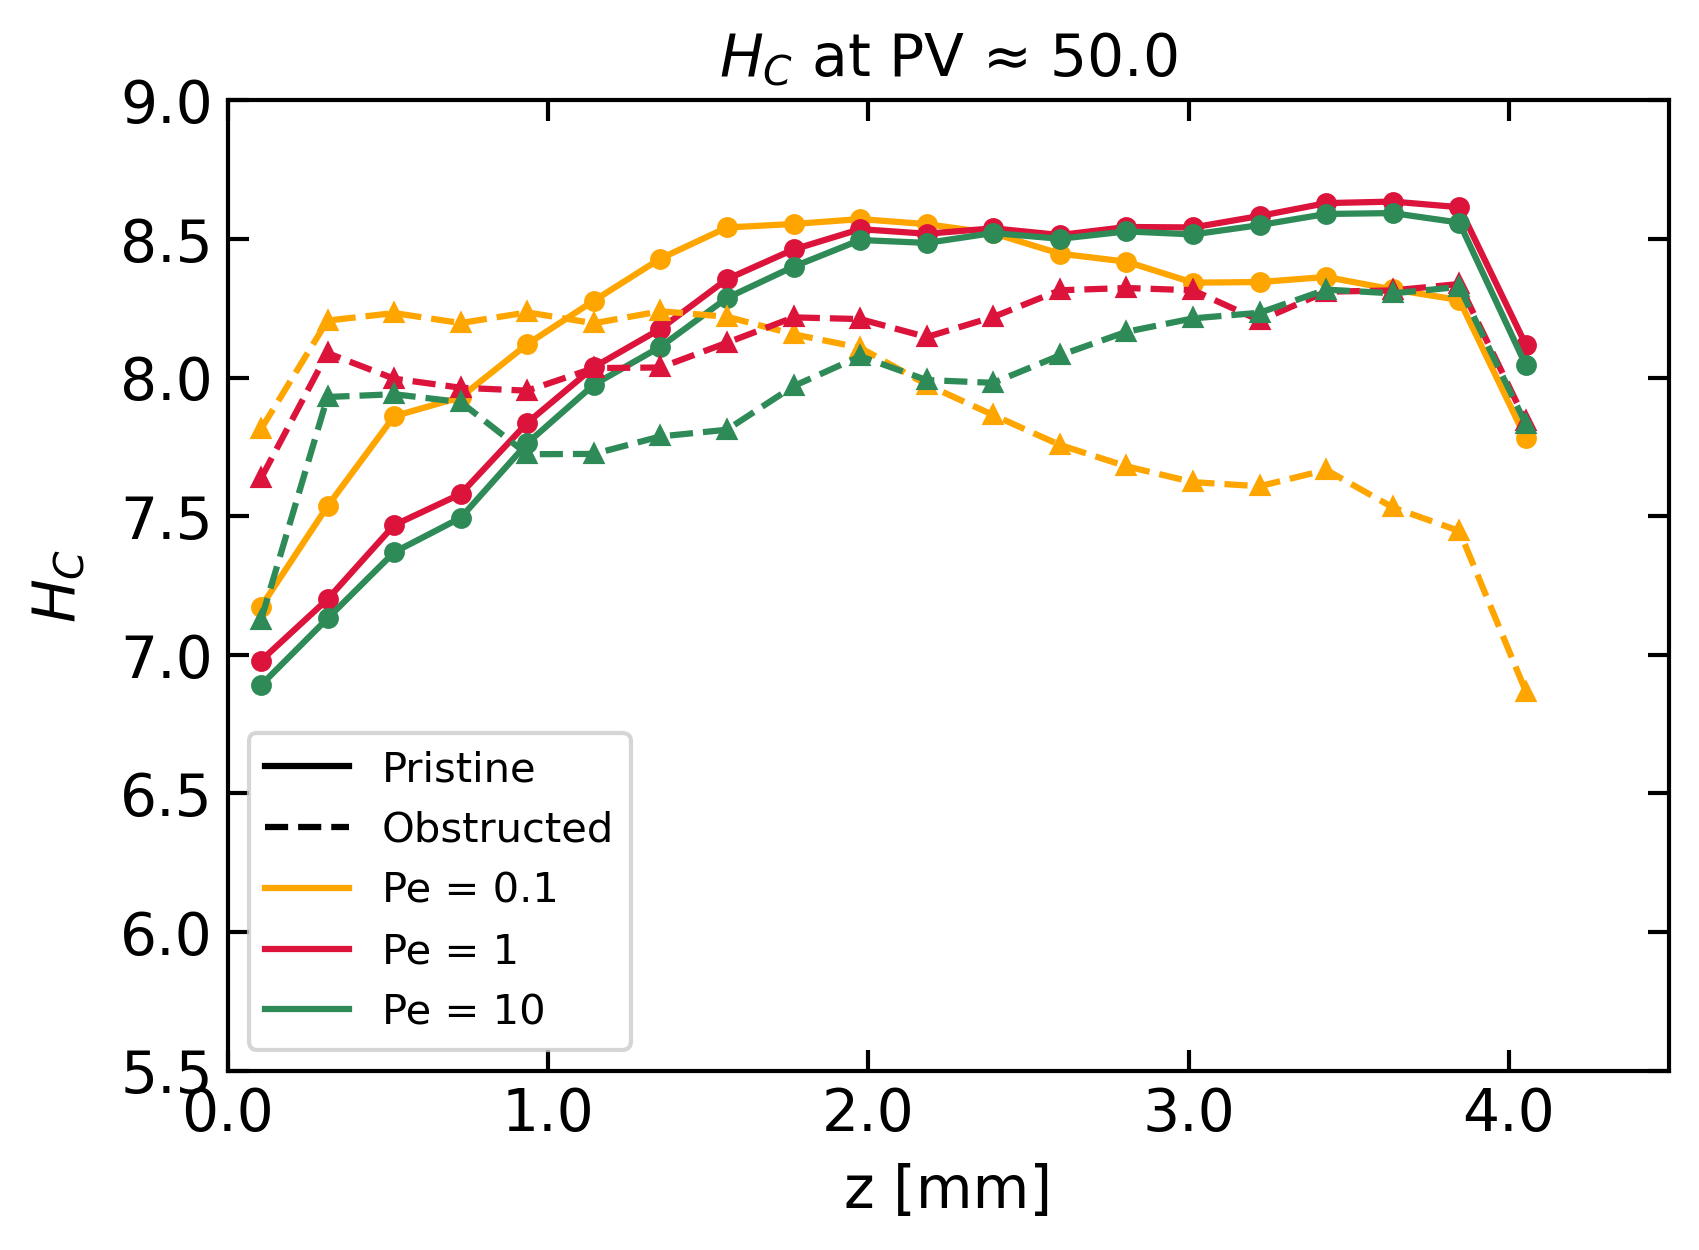 H_C at PV ≈ 50.0
9.0
8.5
8.0
7.5
7.0
6.5
6.0
5.5
H_C
Pristine
Obstructed
Pe = 0.1
Pe = 1
Pe = 10
0.0 1.0 2.0 3.0 4.0
z [mm]